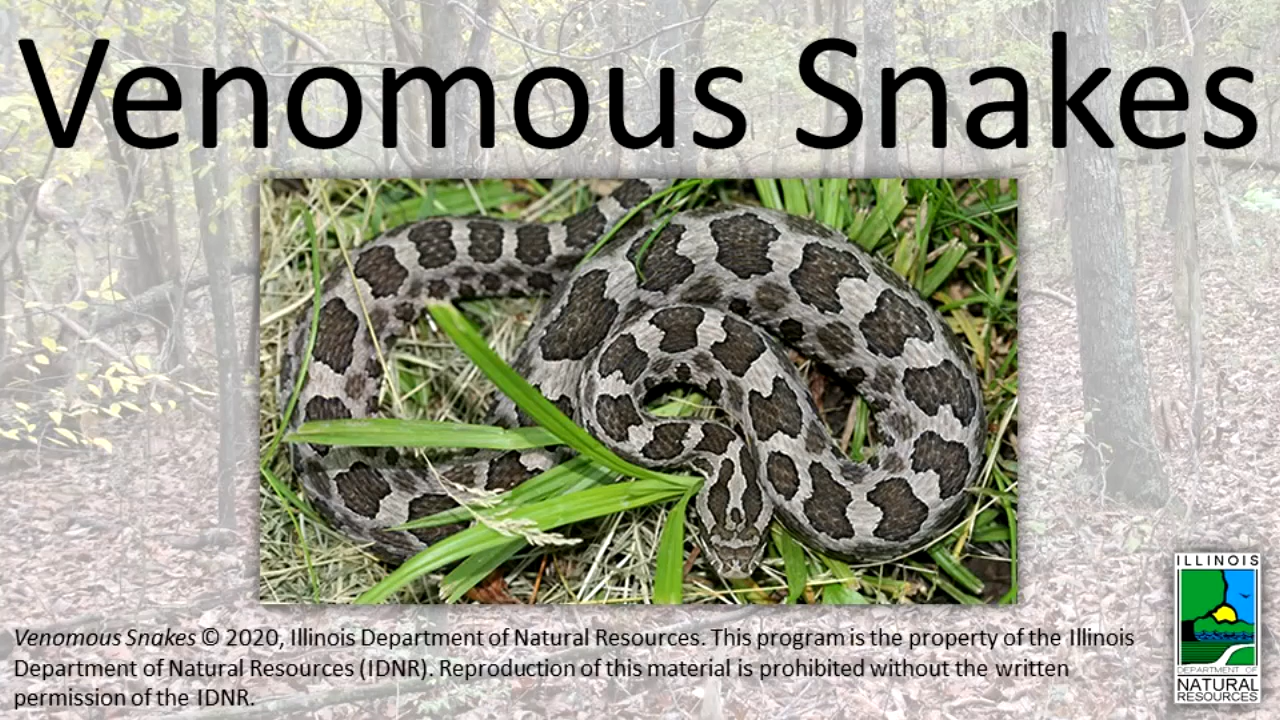 Venomous Snakes
Venomous Snakes © 2020, Illinois Department of Natural Resources. This program is the property of the Illinois
Department of Natural Resources (IDNR). Reproduction of this material is prohibited without the written
permission of the IDNR.
ILLINOIS
DEPARTMENT OF
NATURAL
RESOURCES